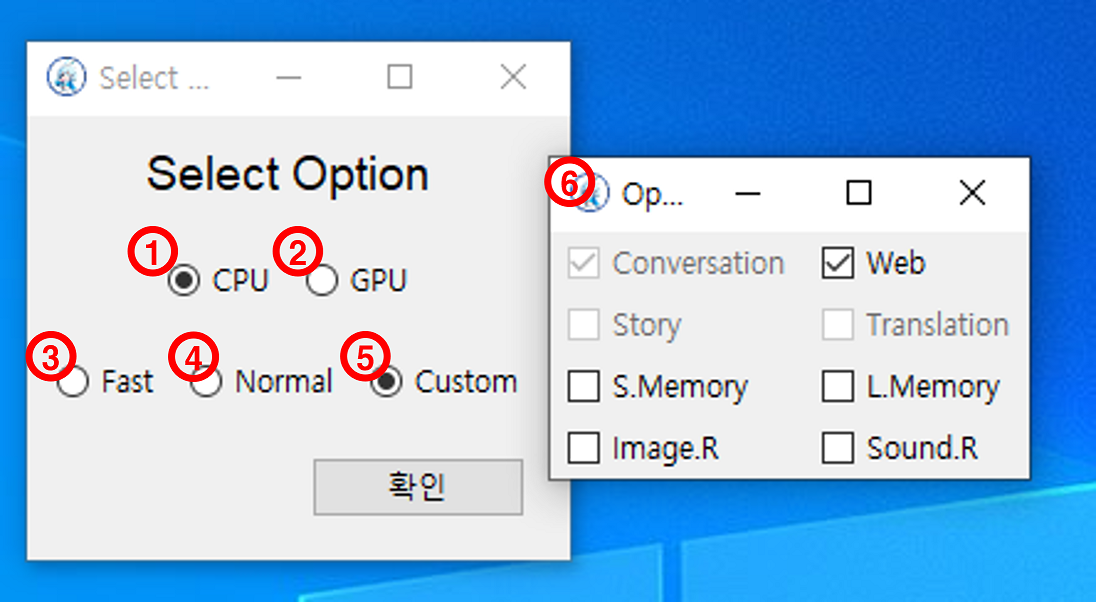 Select ...
Select Option
① CPU ② GPU
③ Fast ④ Normal ⑤ Custom
확인
⑥ Op...
Conversation Web
Story Translation
S.Memory L.Memory
Image.R Sound.R